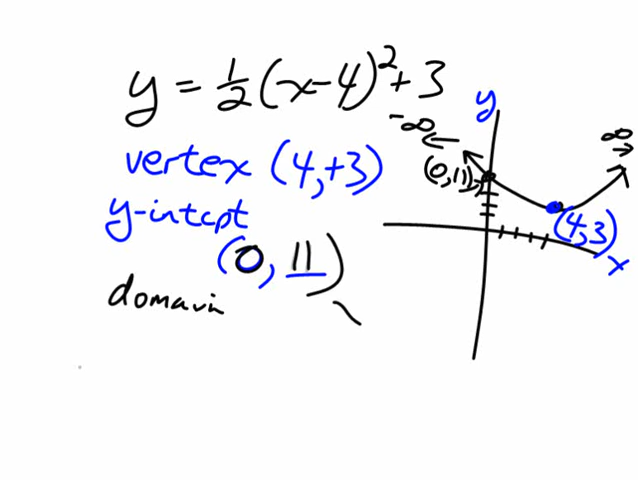 y = 1/2 (x-4)² + 3
vertex (4,+3)
y-intcpt
(0, 11)
domain
y
-∞
∞
(0,11)
(4,3)
x